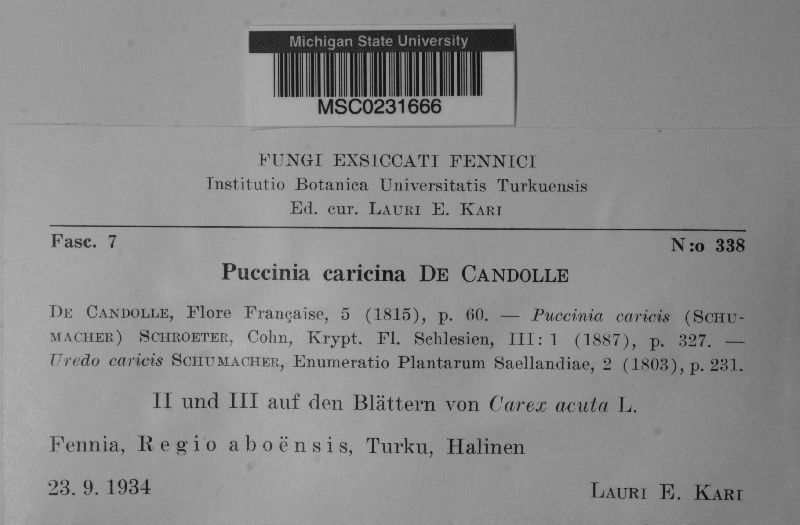 Michigan State University
MSC0231666
FUNGI EXSICCATI FENNICI
Institutio Botanica Universitatis Turkuensis
Ed. cur. LAURI E. KARI
Fasc. 7 N:o 338
Puccinia caricina DE CANDOLLE
DE CANDOLLE, Flore Française, 5 (1815), p. 60. — Puccinia caricis (SCHU-
MACHER) SCHROETER, Cohn, Krypt. Fl. Schlesien, III: 1 (1887), p. 327. —
Uredo caricis SCHUMACHER, Enumeratio Plantarum Saellandiae, 2 (1803), p. 231.
II und III auf den Blättern von Carex acuta L.
Fennia, Regio aboënsis, Turku, Halinen
23. 9. 1934 LAURI E. KARI